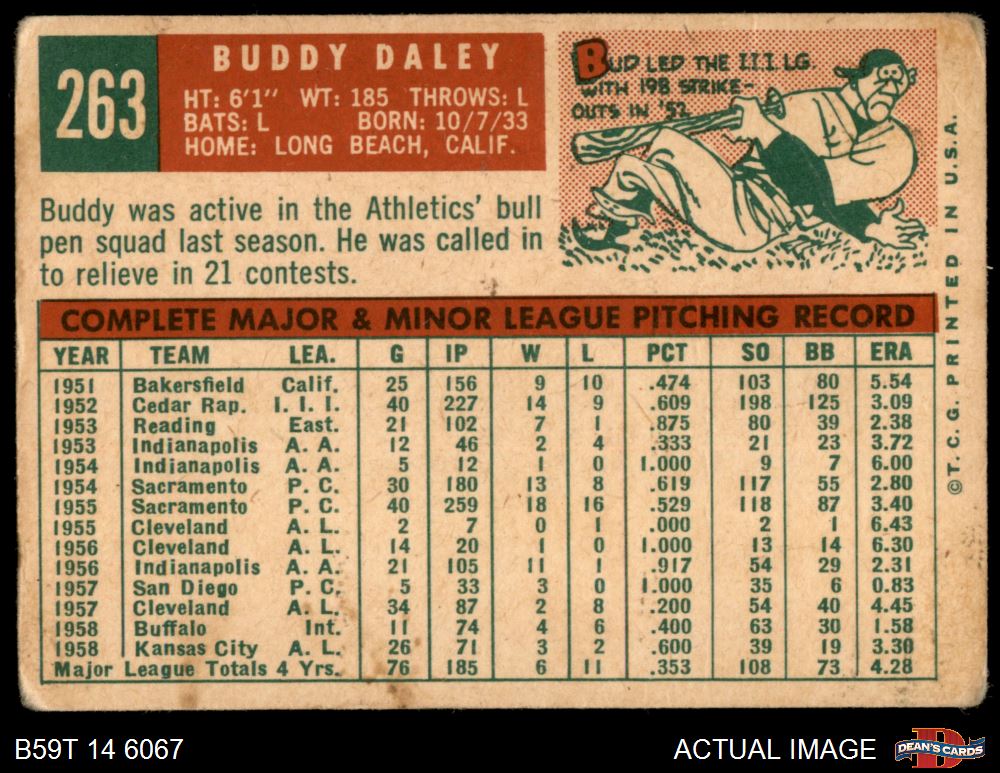 263
BUDDY DALEY
HT: 6'1" WT: 185 THROWS: L
BATS: L BORN: 10/7/33
HOME: LONG BEACH, CALIF.
BUD LED THE I.I.I. LG.
WITH 198 STRIKE-
OUTS IN '52
Buddy was active in the Athletics' bull
pen squad last season. He was called in
to relieve in 21 contests.
COMPLETE MAJOR & MINOR LEAGUE PITCHING RECORD
YEAR TEAM LEA. G IP W L PCT SO BB ERA
1951 Bakersfield Calif. 25 156 9 10 .474 103 80 5.54
1952 Cedar Rap. I. I. I. 40 227 14 9 .609 198 125 3.09
1953 Reading East. 21 102 7 1 .875 80 39 2.38
1953 Indianapolis A. A. 12 46 2 4 .333 21 23 3.72
1954 Indianapolis A. A. 5 12 1 0 1.000 9 7 6.00
1954 Sacramento P. C. 30 180 13 8 .619 117 55 2.80
1955 Sacramento P. C. 40 259 18 16 .529 118 87 3.40
1955 Cleveland A. L. 2 7 0 1 .000 2 1 6.43
1956 Cleveland A. L. 14 20 1 0 1.000 13 14 6.30
1956 Indianapolis A. A. 21 105 11 1 .917 54 29 2.31
1957 San Diego P. C. 5 33 3 0 1.000 35 6 0.83
1957 Cleveland A. L. 34 87 2 8 .200 54 40 4.45
1958 Buffalo Int. 11 74 4 6 .400 63 30 1.58
1958 Kansas City A. L. 26 71 3 2 .600 39 19 3.30
Major League Totals 4 Yrs. 76 185 6 11 .353 108 73 4.28
©T. C. G. PRINTED IN U.S.A.
B59T 14 6067
ACTUAL IMAGE
D
DEAN'S CARDS